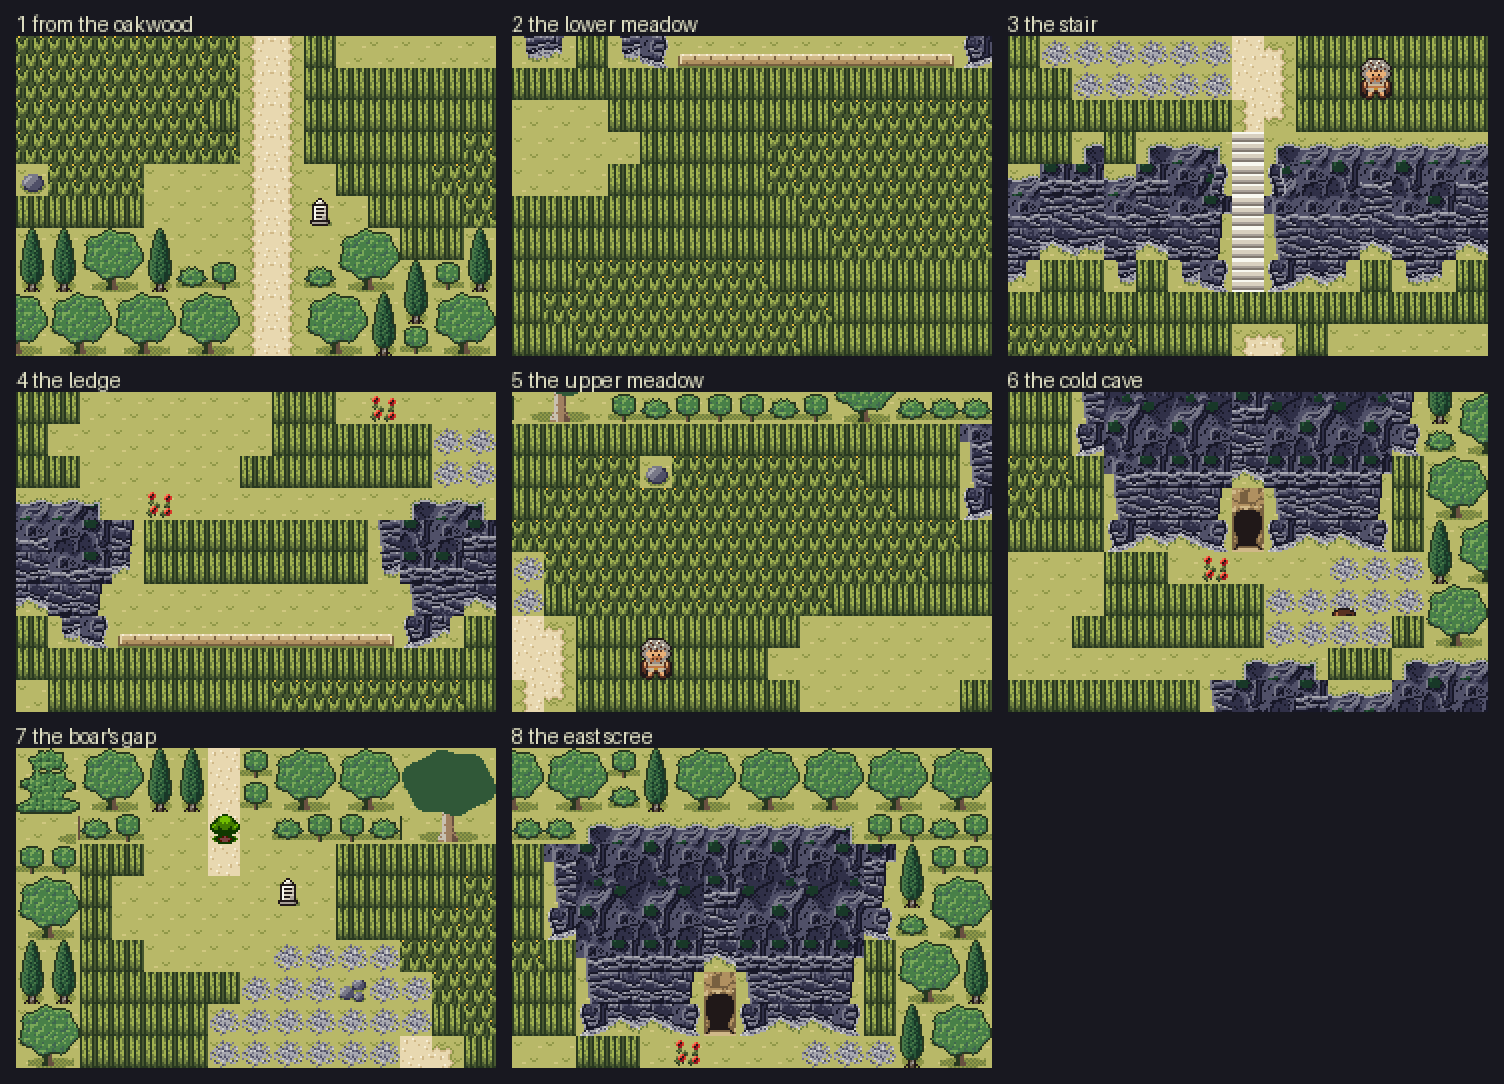 1 from the oakwood
2 the lower meadow
3 the stair
4 the ledge
5 the upper meadow
6 the cold cave
7 the boar's gap
8 the east scree